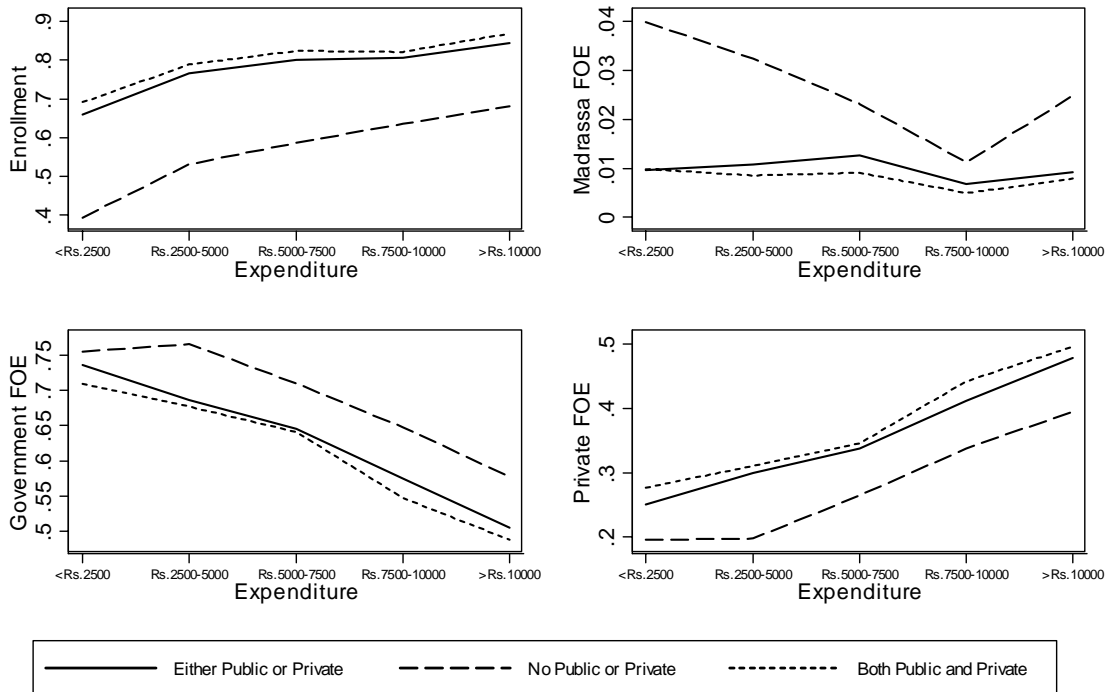 .4 .5 .6 .7 .8 .9
Enrollment
<Rs.2500 Rs.2500-5000 Rs.5000-7500 Rs.7500-10000 >Rs.10000
Expenditure
0 .01 .02 .03 .04
Madrassa FOE
<Rs.2500 Rs.2500-5000 Rs.5000-7500 Rs.7500-10000 >Rs.10000
Expenditure
.5 .55 .6 .65 .7 .75
Government FOE
<Rs.2500 Rs.2500-5000 Rs.5000-7500 Rs.7500-10000 >Rs.10000
Expenditure
.2 .3 .4 .5
Private FOE
<Rs.2500 Rs.2500-5000 Rs.5000-7500 Rs.7500-10000 >Rs.10000
Expenditure
Either Public or Private No Public or Private Both Public and Private